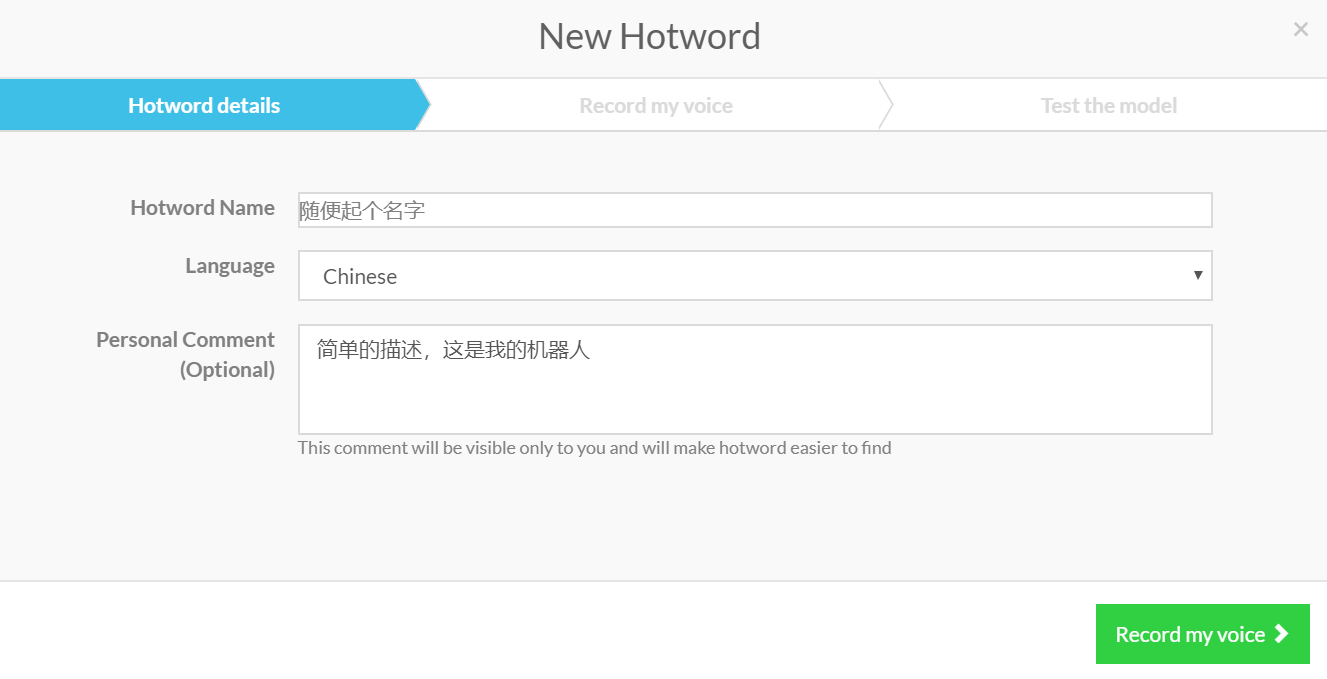 New Hotword
×
Hotword details
Record my voice
Test the model
Hotword Name
随便起个名字
Language
Chinese
Personal Comment
(Optional)
简单的描述，这是我的机器人
This comment will be visible only to you and will make hotword easier to find
Record my voice